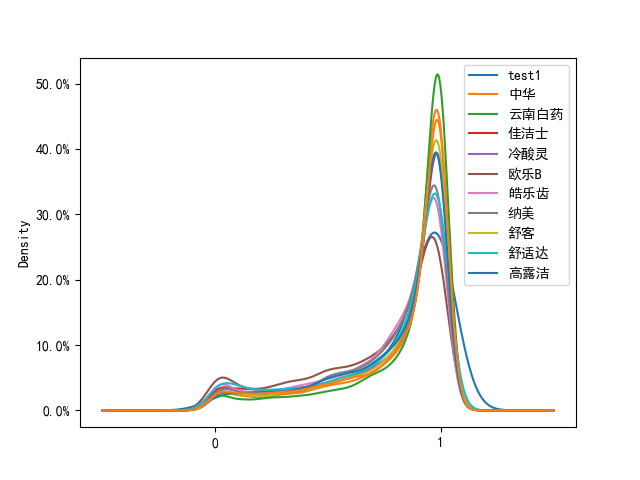 50.0%
40.0%
30.0%
20.0%
10.0%
0.0%
Density
0
1
test1
中华
云南白药
佳洁士
冷酸灵
欧乐B
皓乐齿
纳美
舒客
舒适达
高露洁